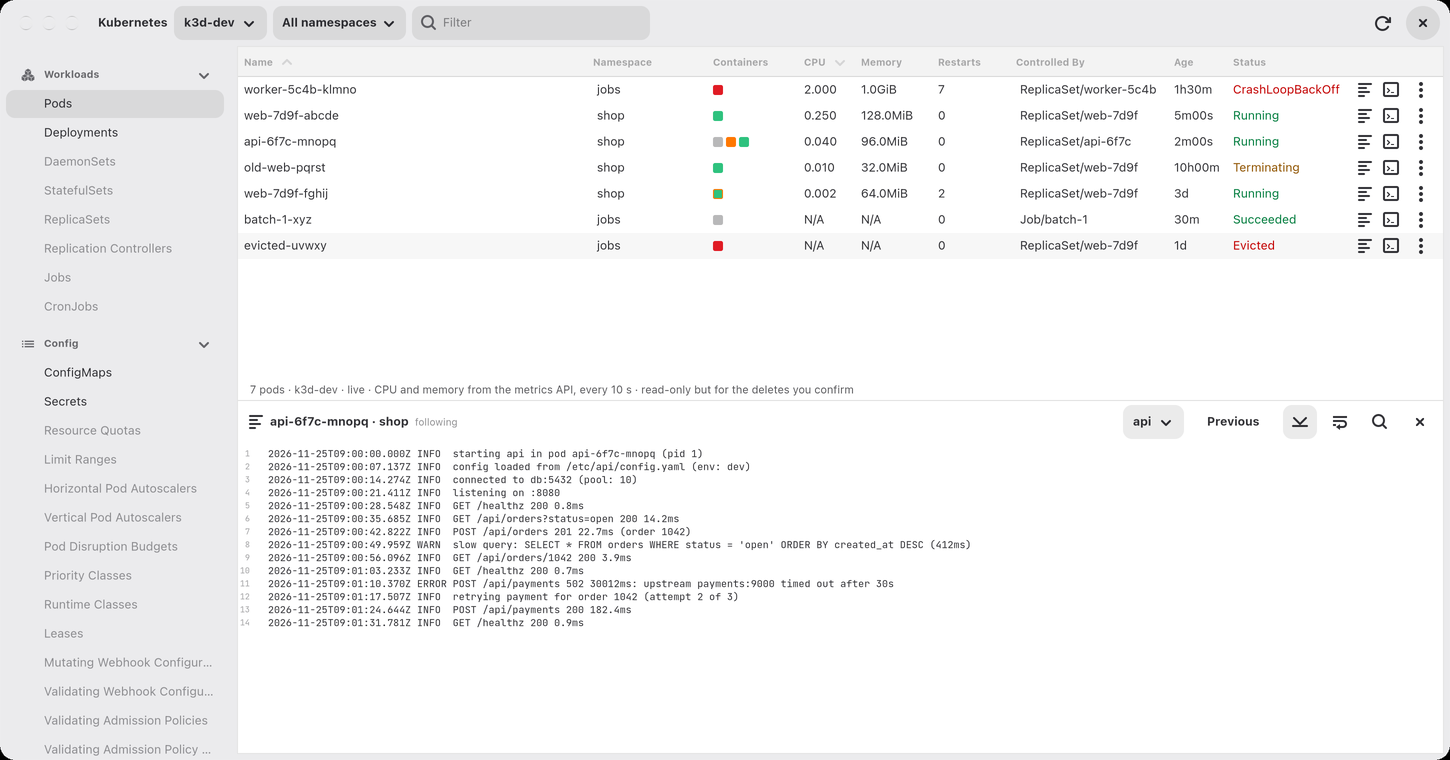 Kubernetes k3d-dev All namespaces Filter
Workloads
Pods
Deployments
DaemonSets
StatefulSets
ReplicaSets
Replication Controllers
Jobs
CronJobs
Config
ConfigMaps
Secrets
Resource Quotas
Limit Ranges
Horizontal Pod Autoscalers
Vertical Pod Autoscalers
Pod Disruption Budgets
Priority Classes
Runtime Classes
Leases
Mutating Webhook Configur...
Validating Webhook Configu...
Validating Admission Policies
Validating Admission Policy ...
Name Namespace Containers CPU Memory Restarts Controlled By Age Status
worker-5c4b-klmno jobs 2.000 1.0GiB 7 ReplicaSet/worker-5c4b 1h30m CrashLoopBackOff
web-7d9f-abcde shop 0.250 128.0MiB 0 ReplicaSet/web-7d9f 5m00s Running
api-6f7c-mnopq shop 0.040 96.0MiB 0 ReplicaSet/api-6f7c 2m00s Running
old-web-pqrst shop 0.010 32.0MiB 0 ReplicaSet/web-7d9f 10h00m Terminating
web-7d9f-fghij shop 0.002 64.0MiB 2 ReplicaSet/web-7d9f 3d Running
batch-1-xyz jobs N/A N/A 0 Job/batch-1 30m Succeeded
evicted-uvwxy jobs N/A N/A 0 ReplicaSet/web-7d9f 1d Evicted
7 pods · k3d-dev · live · CPU and memory from the metrics API, every 10 s · read-only but for the deletes you confirm
api-6f7c-mnopq · shop following api Previous
1 2026-11-25T09:00:00.000Z INFO starting api in pod api-6f7c-mnopq (pid 1)
2 2026-11-25T09:00:07.137Z INFO config loaded from /etc/api/config.yaml (env: dev)
3 2026-11-25T09:00:14.274Z INFO connected to db:5432 (pool: 10)
4 2026-11-25T09:00:21.411Z INFO listening on :8080
5 2026-11-25T09:00:28.548Z INFO GET /healthz 200 0.8ms
6 2026-11-25T09:00:35.685Z INFO GET /api/orders?status=open 200 14.2ms
7 2026-11-25T09:00:42.822Z INFO POST /api/orders 201 22.7ms (order 1042)
8 2026-11-25T09:00:49.959Z WARN slow query: SELECT * FROM orders WHERE status = 'open' ORDER BY created_at DESC (412ms)
9 2026-11-25T09:00:56.096Z INFO GET /api/orders/1042 200 3.9ms
10 2026-11-25T09:01:03.233Z INFO GET /healthz 200 0.7ms
11 2026-11-25T09:01:10.370Z ERROR POST /api/payments 502 30012ms: upstream payments:9000 timed out after 30s
12 2026-11-25T09:01:17.507Z INFO retrying payment for order 1042 (attempt 2 of 3)
13 2026-11-25T09:01:24.644Z INFO POST /api/payments 200 182.4ms
14 2026-11-25T09:01:31.781Z INFO GET /healthz 200 0.9ms